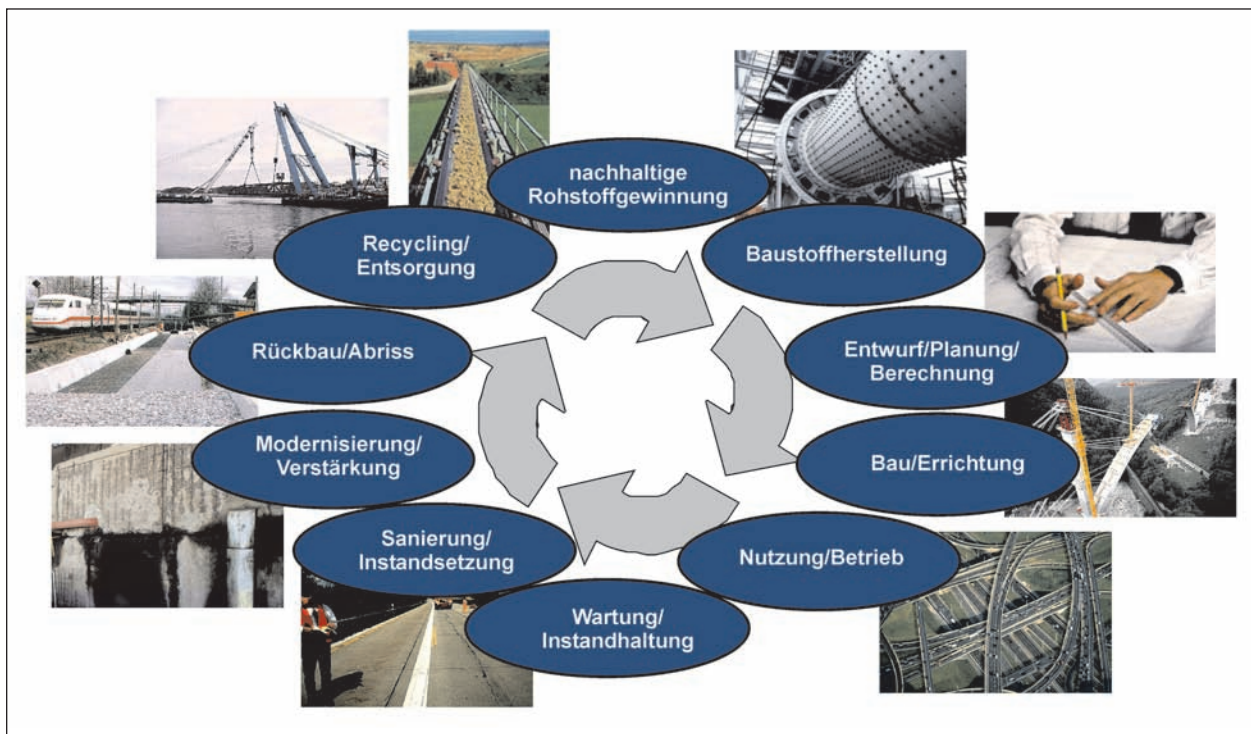 nachhaltige
Rohstoffgewinnung
Baustoffherstellung
Entwurf/Planung/
Berechnung
Bau/Errichtung
Nutzung/Betrieb
Wartung/
Instandhaltung
Sanierung/
Instandsetzung
Modernisierung/
Verstärkung
Rückbau/Abriss
Recycling/
Entsorgung